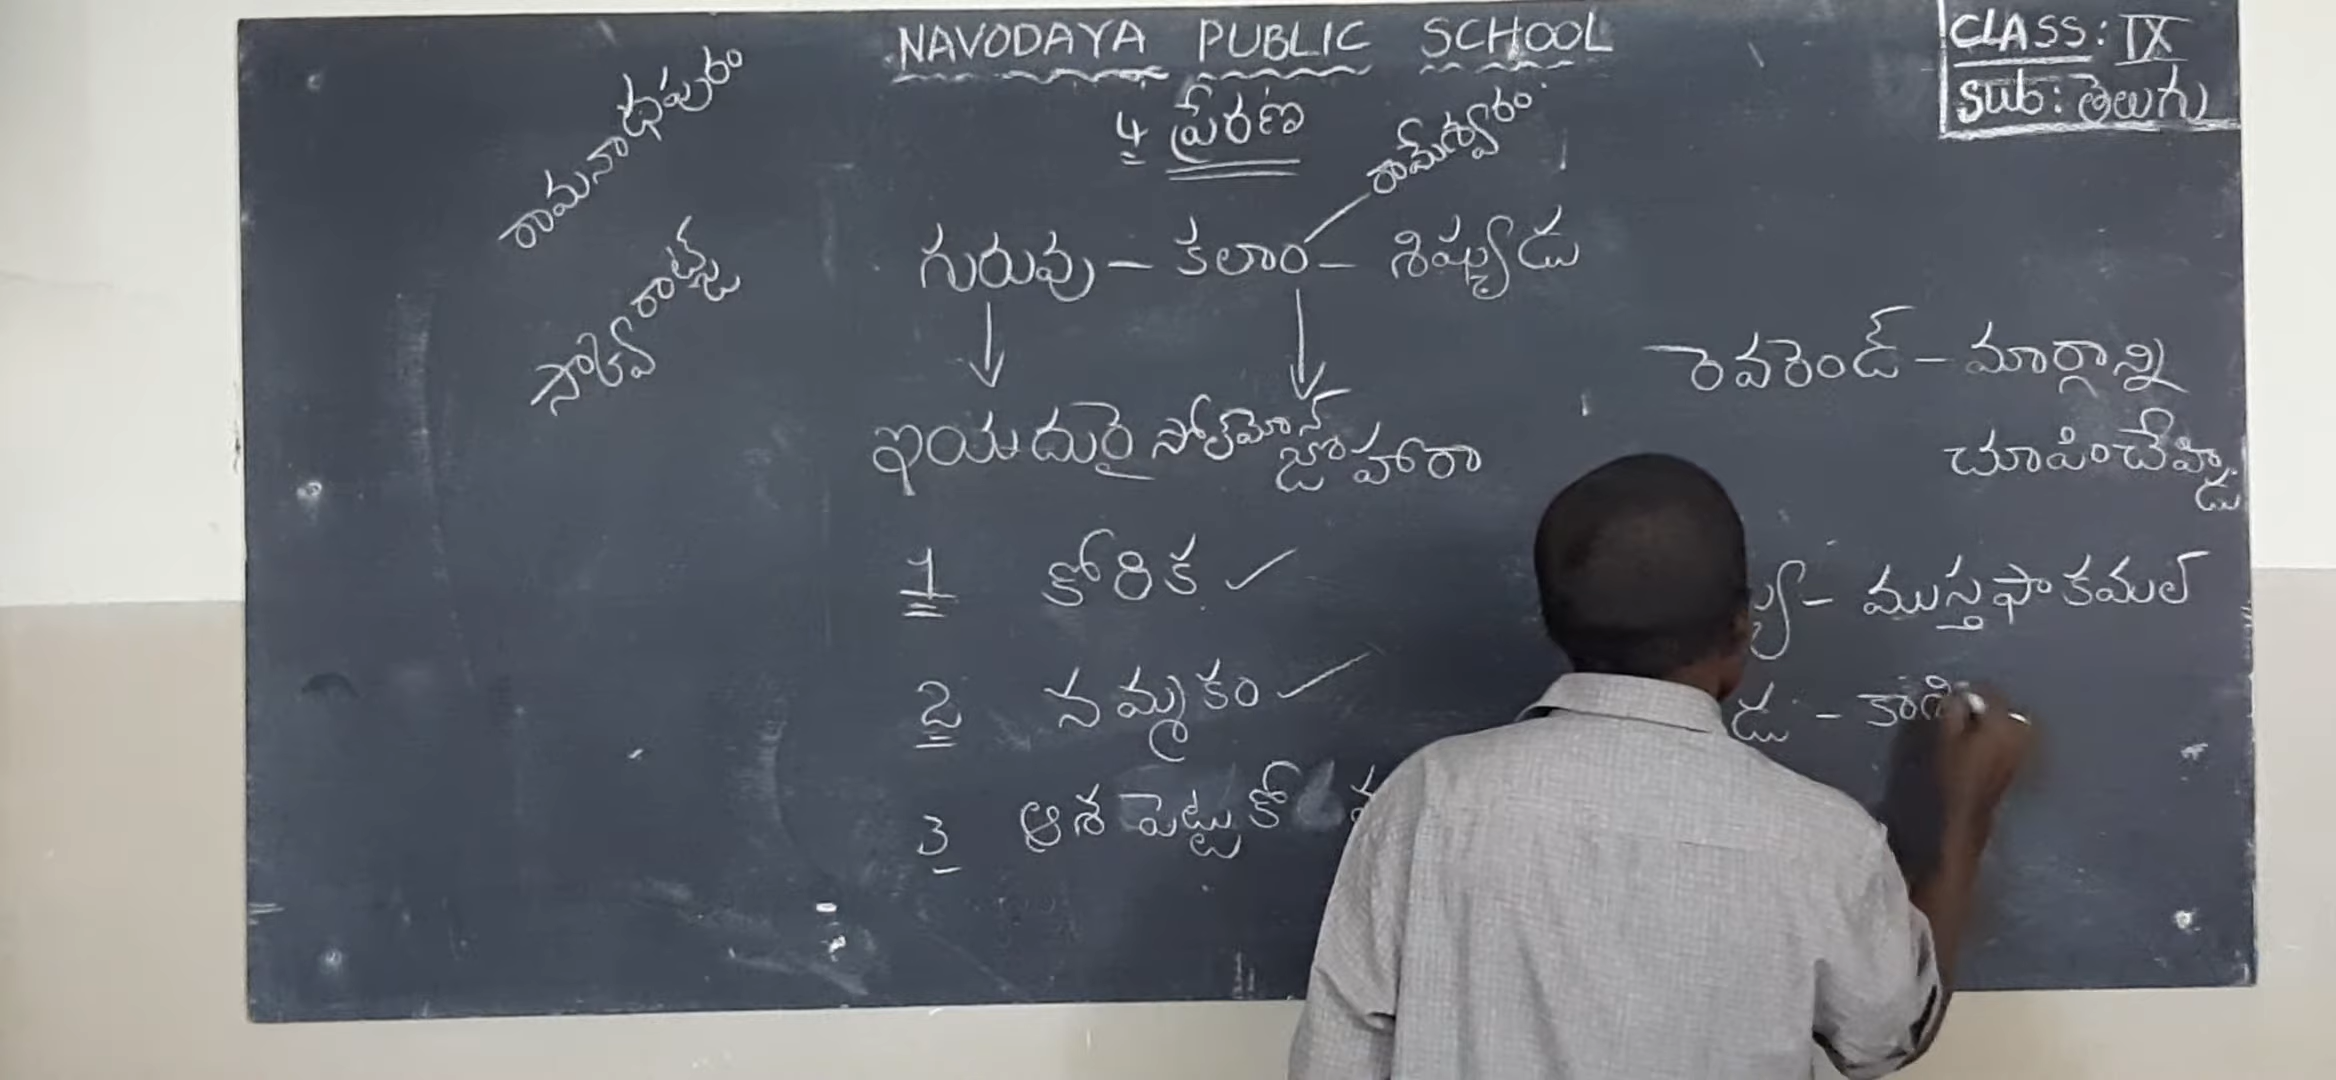 NAVODAYA PUBLIC SCHOOL
CLASS: IX
Sub: తెలుగు
4 ప్రేరణ
రామనాథపురం
రామేశ్వరం
గురువు - కలాం - శిష్యుడు
రెవరెండ్ - మార్గాన్ని
చూపించేవాడు
ఇయదురై సోలోమోన్
జొహారా
1 కోరిక
2 నమ్మకం
3 ఆశ పెట్టుకో
- ముస్తఫా కమల్
డు -